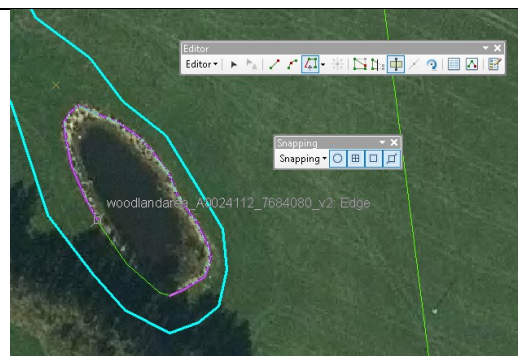 Editor
Editor
Snapping
Snapping
woodlandarea_A0024112_7684080_v2: Edge